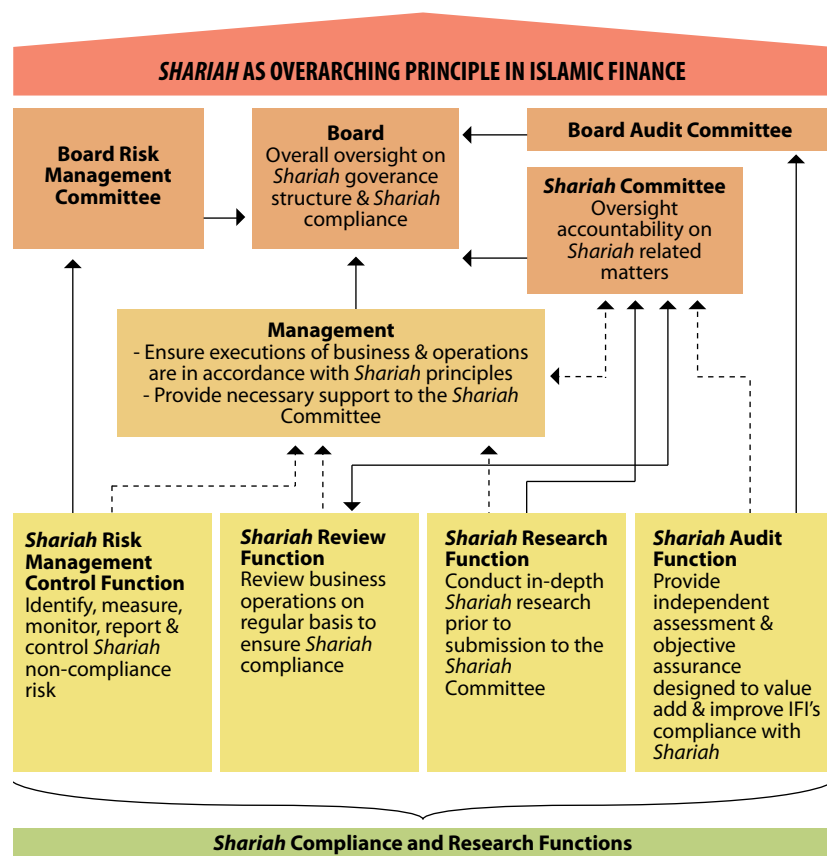 SHARIAH AS OVERARCHING PRINCIPLE IN ISLAMIC FINANCE
Board Risk
Management
Committee
Board
Overall oversight on
Shariah goverance
structure & Shariah
compliance
Board Audit Committee
Shariah Committee
Oversight
accountability on
Shariah related
matters
Management
- Ensure executions of business & operations
are in accordance with Shariah principles
- Provide necessary support to the Shariah
Committee
Shariah Risk
Management
Control Function
Identify, measure,
monitor, report &
control Shariah
non-compliance
risk
Shariah Review
Function
Review business
operations on
regular basis to
ensure Shariah
compliance
Shariah Research
Function
Conduct in-depth
Shariah research
prior to
submission to the
Shariah
Committee
Shariah Audit
Function
Provide
independent
assessment &
objective
assurance
designed to value
add & improve IFI's
compliance with
Shariah
Shariah Compliance and Research Functions